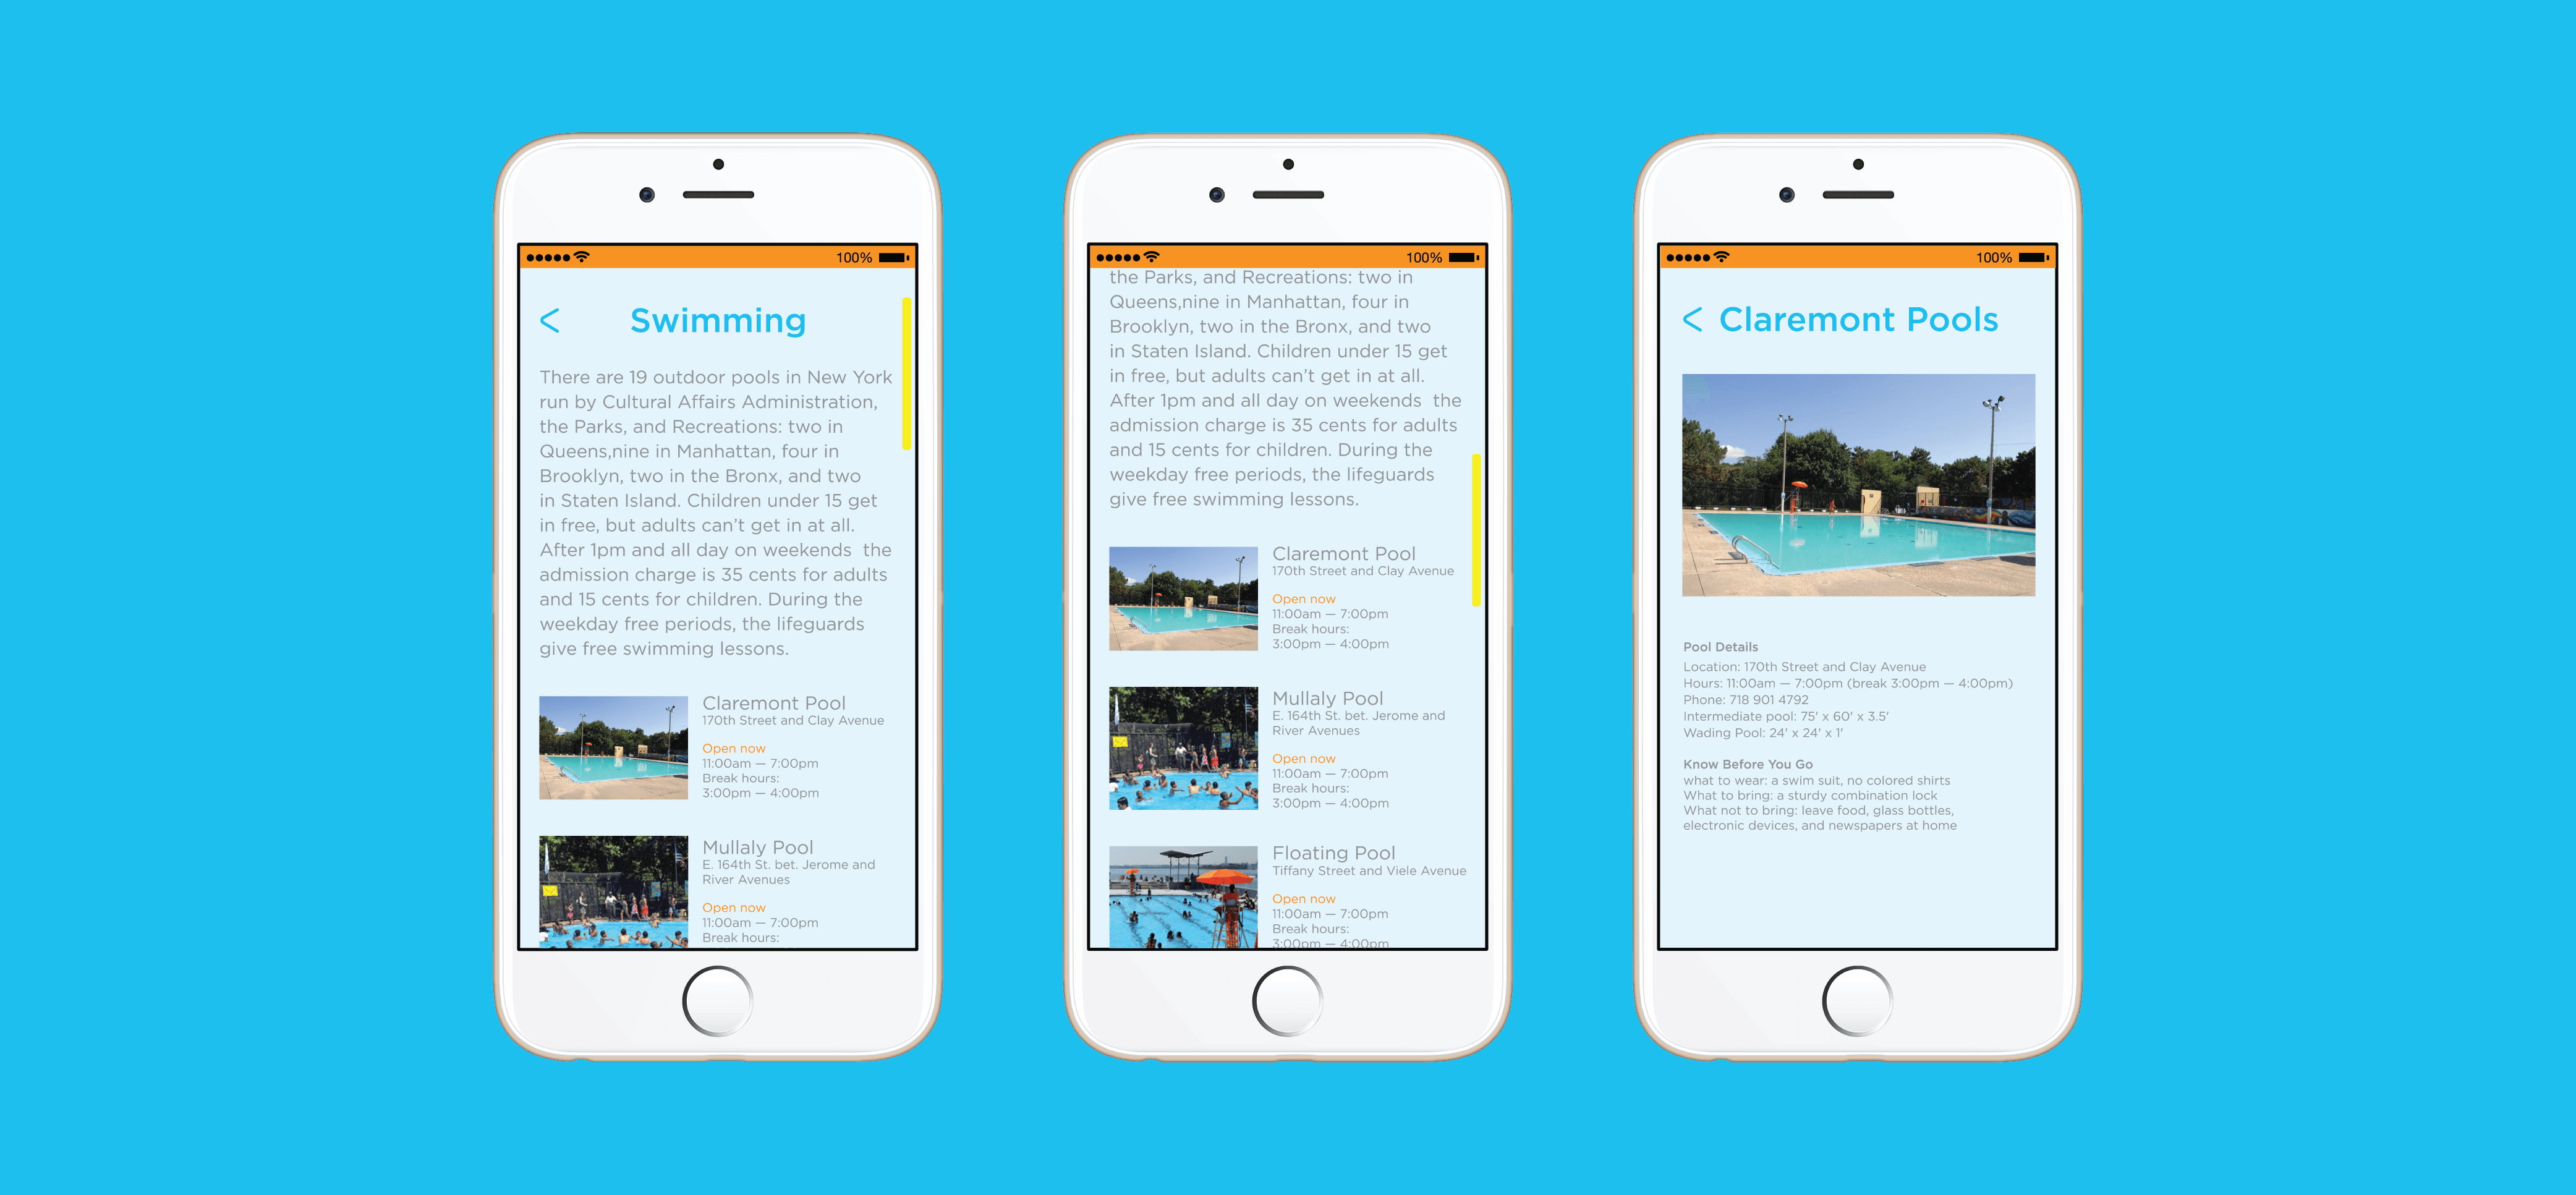 100%
< Swimming
There are 19 outdoor pools in New York
run by Cultural Affairs Administration,
the Parks, and Recreations: two in
Queens,nine in Manhattan, four in
Brooklyn, two in the Bronx, and two
in Staten Island. Children under 15 get
in free, but adults can’t get in at all.
After 1pm and all day on weekends  the
admission charge is 35 cents for adults
and 15 cents for children. During the
weekday free periods, the lifeguards
give free swimming lessons.
Claremont Pool
170th Street and Clay Avenue
Open now
11:00am — 7:00pm
Break hours:
3:00pm — 4:00pm
Mullaly Pool
E. 164th St. bet. Jerome and
River Avenues
Open now
11:00am — 7:00pm
Break hours:
100%
the Parks, and Recreations: two in
Queens,nine in Manhattan, four in
Brooklyn, two in the Bronx, and two
in Staten Island. Children under 15 get
in free, but adults can’t get in at all.
After 1pm and all day on weekends  the
admission charge is 35 cents for adults
and 15 cents for children. During the
weekday free periods, the lifeguards
give free swimming lessons.
Claremont Pool
170th Street and Clay Avenue
Open now
11:00am — 7:00pm
Break hours:
3:00pm — 4:00pm
Mullaly Pool
E. 164th St. bet. Jerome and
River Avenues
Open now
11:00am — 7:00pm
Break hours:
3:00pm — 4:00pm
Floating Pool
Tiffany Street and Viele Avenue
Open now
11:00am — 7:00pm
Break hours:
3:00pm — 4:00pm
100%
< Claremont Pools
Pool Details
Location: 170th Street and Clay Avenue
Hours: 11:00am — 7:00pm (break 3:00pm — 4:00pm)
Phone: 718 901 4792
Intermediate pool: 75' x 60' x 3.5'
Wading Pool: 24' x 24' x 1'
Know Before You Go
what to wear: a swim suit, no colored shirts
What to bring: a sturdy combination lock
What not to bring: leave food, glass bottles,
electronic devices, and newspapers at home